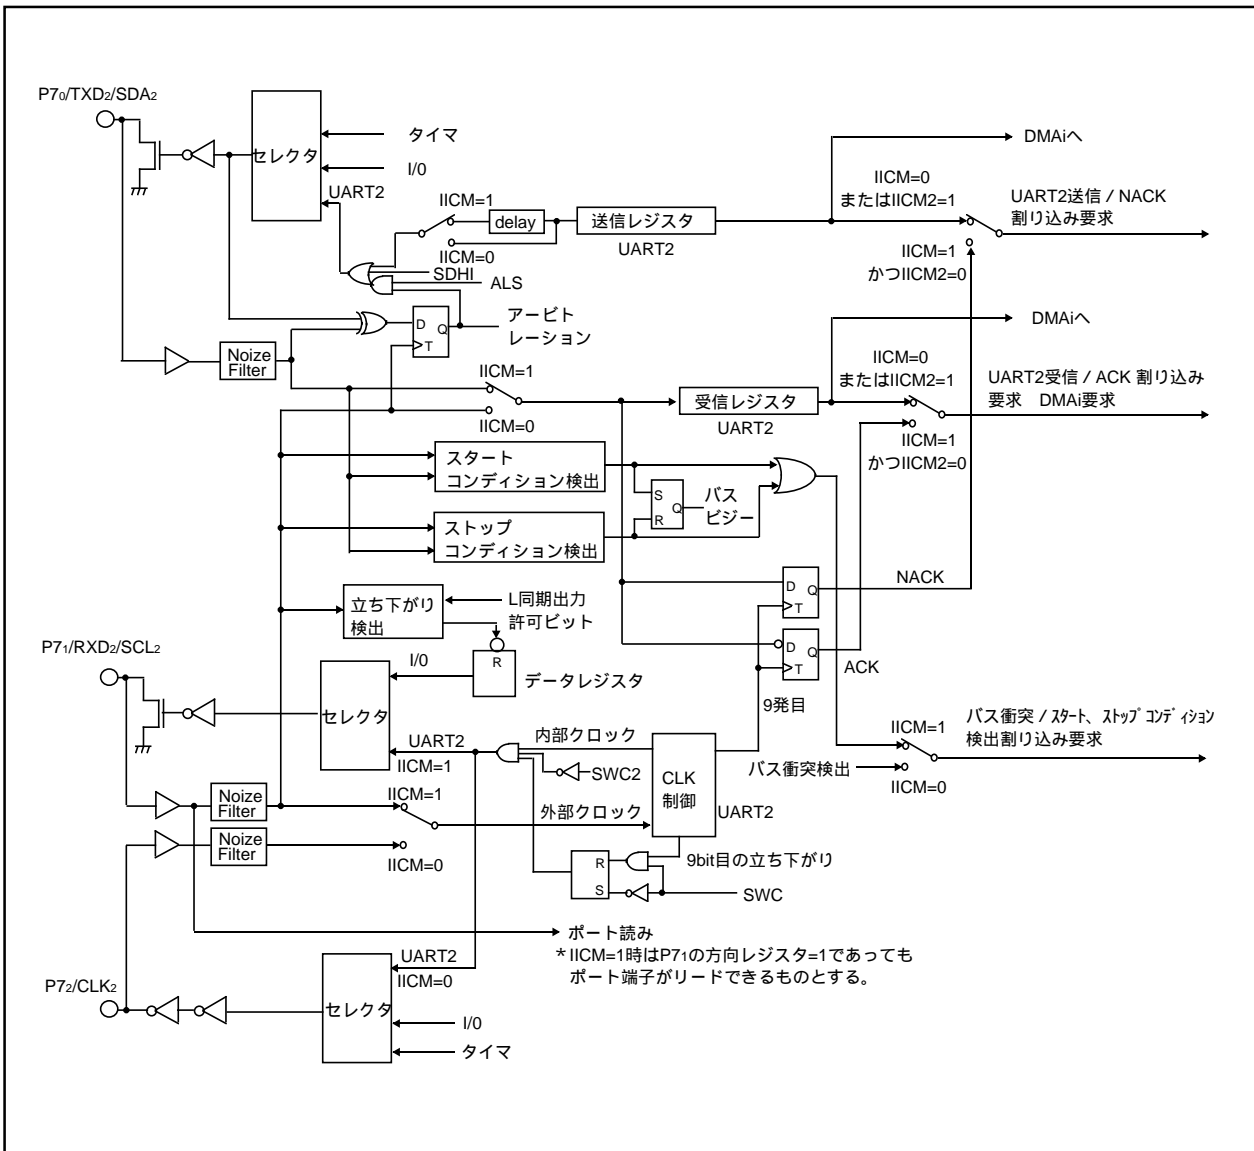 P70/TXD2/SDA2
セレクタ
タイマ
I/0
UART2
IICM=1
delay
IICM=0
SDHI
ALS
送信レジスタ
UART2
DMAiへ
IICM=0
またはIICM2=1
UART2送信 / NACK
割り込み要求
IICM=1
かつIICM2=0
Noize
Filter
D
Q
T
アービト
レーション
IICM=1
IICM=0
受信レジスタ
UART2
DMAiへ
IICM=0
またはIICM2=1
UART2受信 / ACK 割り込み
要求 DMAi要求
IICM=1
かつIICM2=0
スタート
コンディション検出
S
Q
R
バス
ビジー
ストップ
コンディション検出
立ち下がり
検出
L同期出力
許可ビット
D
Q
T
NACK
D
Q
T
ACK
9発目
P71/RXD2/SCL2
セレクタ
I/0
R
データレジスタ
UART2
IICM=1
内部クロック
SWC2
CLK
制御
UART2
バス衝突検出
IICM=1
IICM=0
バス衝突 / スタート、ストップコンディション
検出割り込み要求
Noize
Filter
IICM=1
外部クロック
Noize
Filter
IICM=0
R
S
9bit目の立ち下がり
SWC
ポート読み
*IICM=1時はP71の方向レジスタ=1であっても
ポート端子がリードできるものとする。
P72/CLK2
セレクタ
UART2
IICM=0
I/0
タイマ